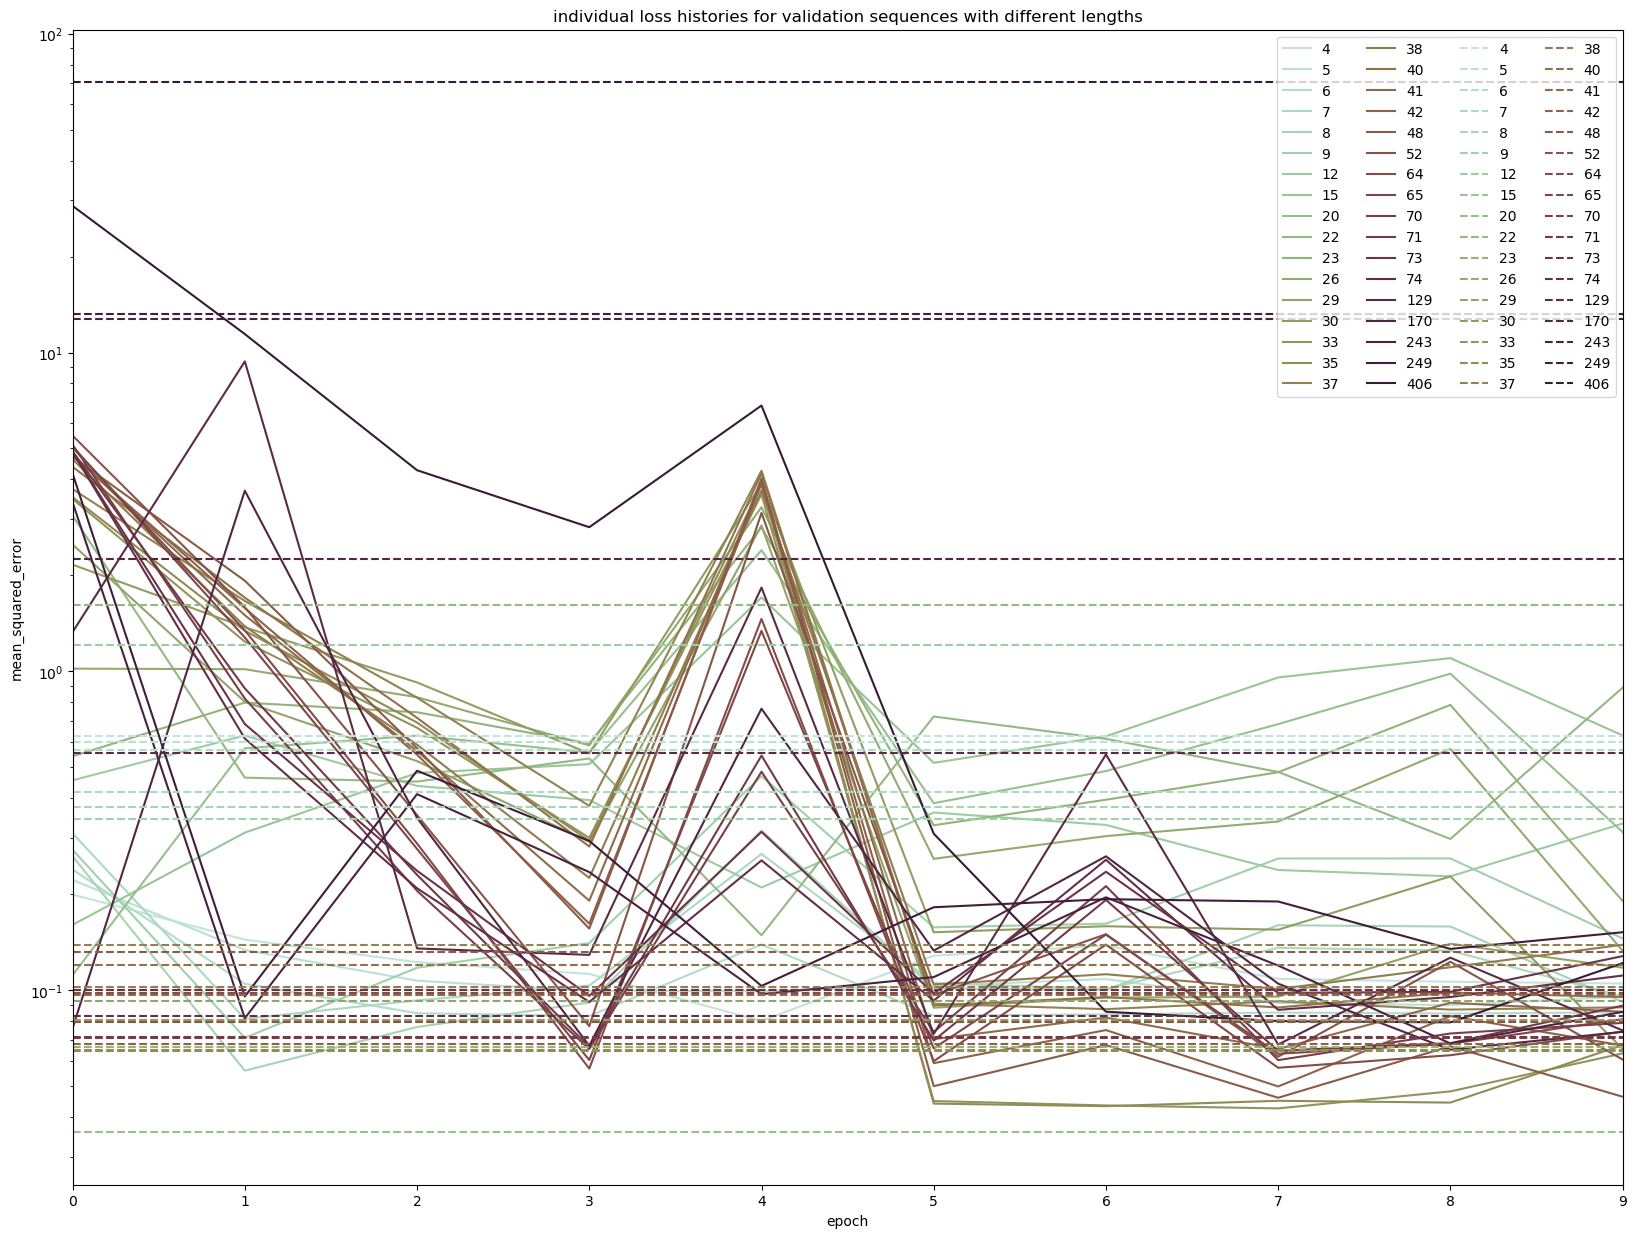 individual loss histories for validation sequences with different lengths
mean_squared_error
10²
10¹
10⁰
10⁻¹
4 38 4 38
5 40 5 40
6 41 6 41
7 42 7 42
8 48 8 48
9 52 9 52
12 64 12 64
15 65 15 65
20 70 20 70
22 71 22 71
23 73 23 73
26 74 26 74
29 129 29 129
30 170 30 170
33 243 33 243
35 249 35 249
37 406 37 406
0 1 2 3 4 5 6 7 8 9
epoch